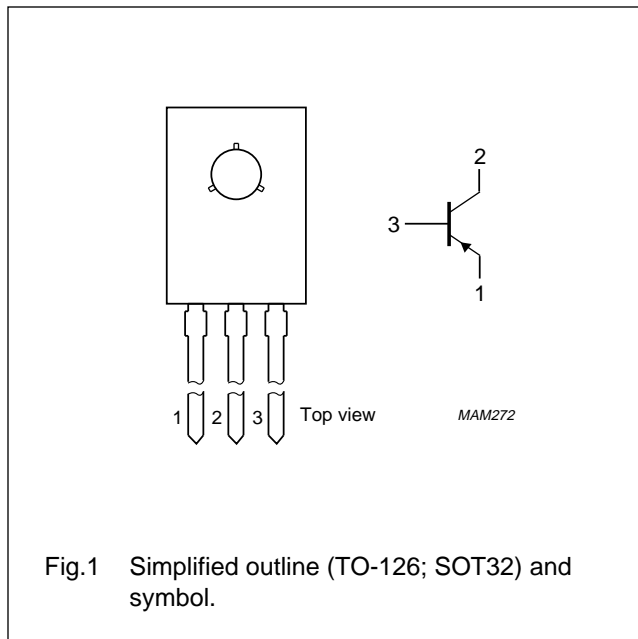 2
3
1
1 2 3 Top view MAM272
Fig.1 Simplified outline (TO-126; SOT32) and
symbol.